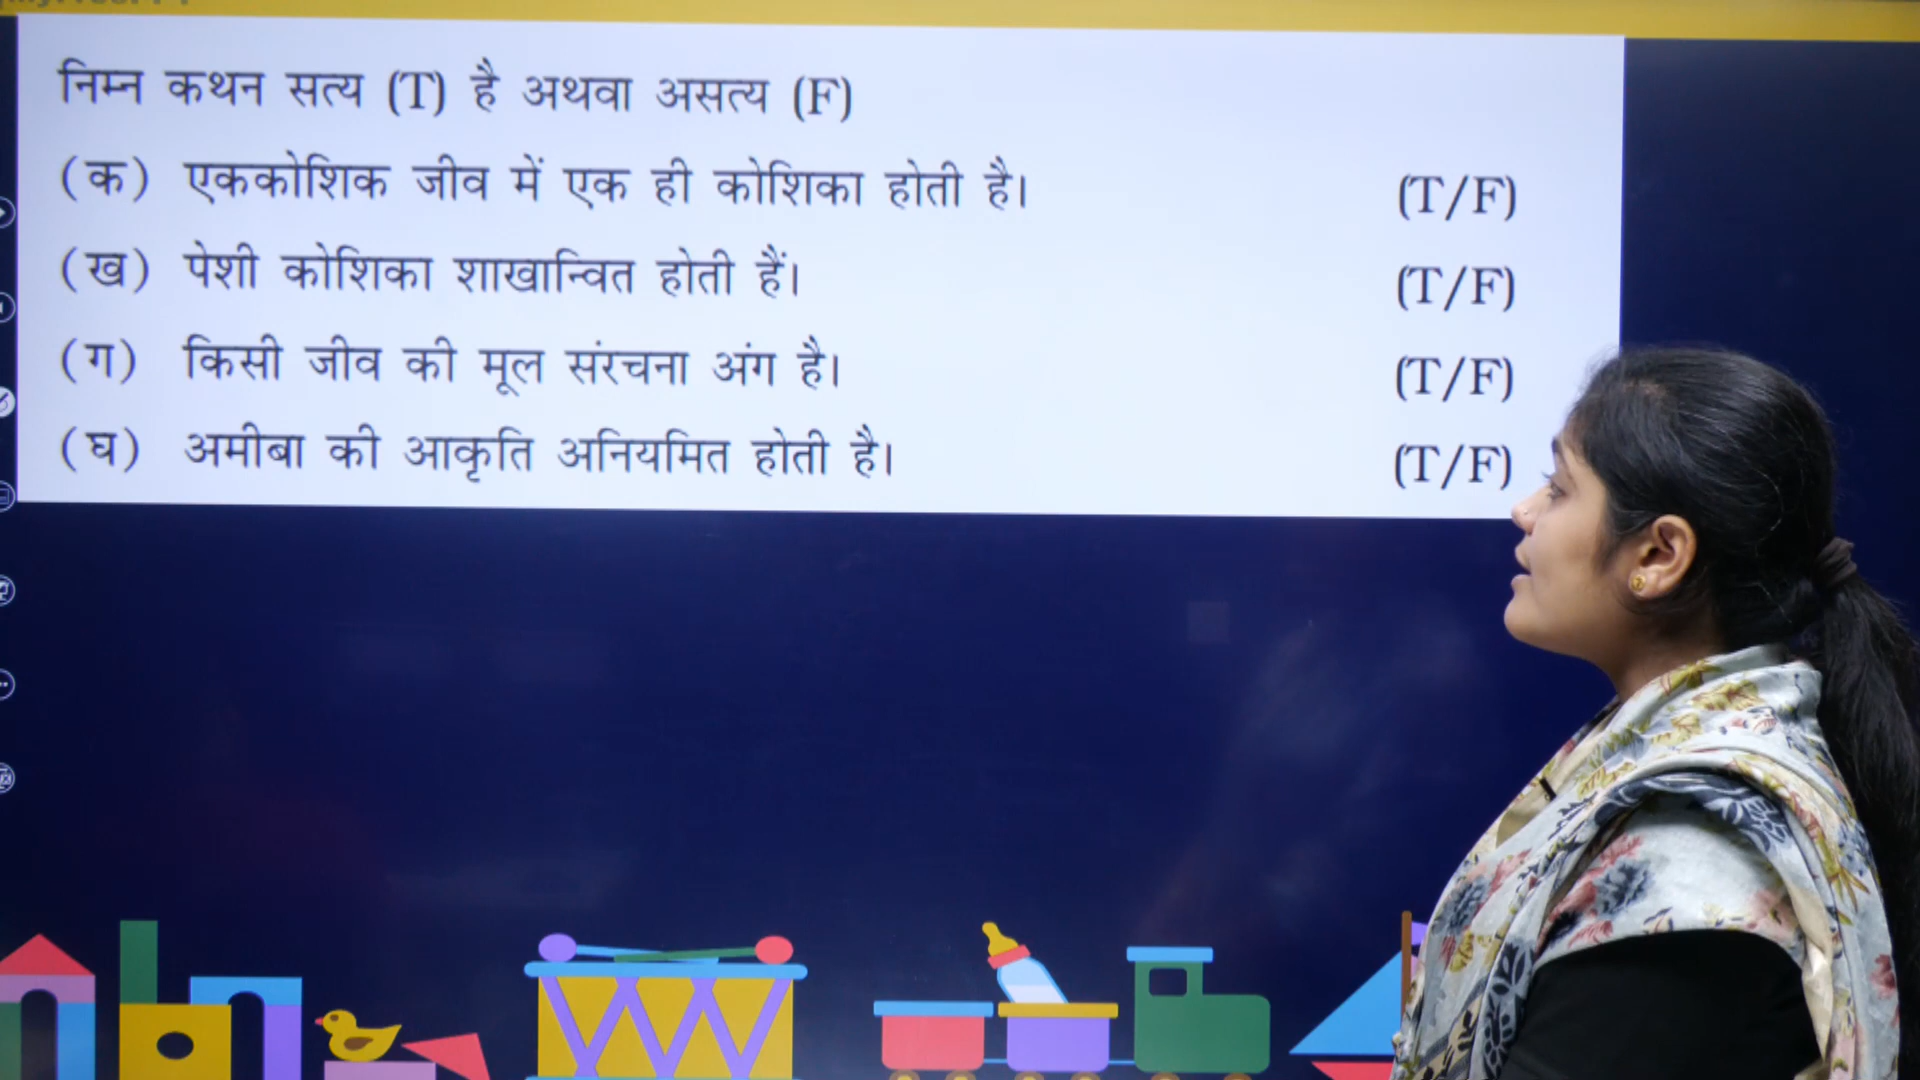 निम्न कथन सत्य (T) है अथवा असत्य (F)
(क) एककोशिक जीव में एक ही कोशिका होती है। (T/F)
(ख) पेशी कोशिका शाखान्वित होती हैं। (T/F)
(ग) किसी जीव की मूल संरचना अंग है। (T/F)
(घ) अमीबा की आकृति अनियमित होती है। (T/F)